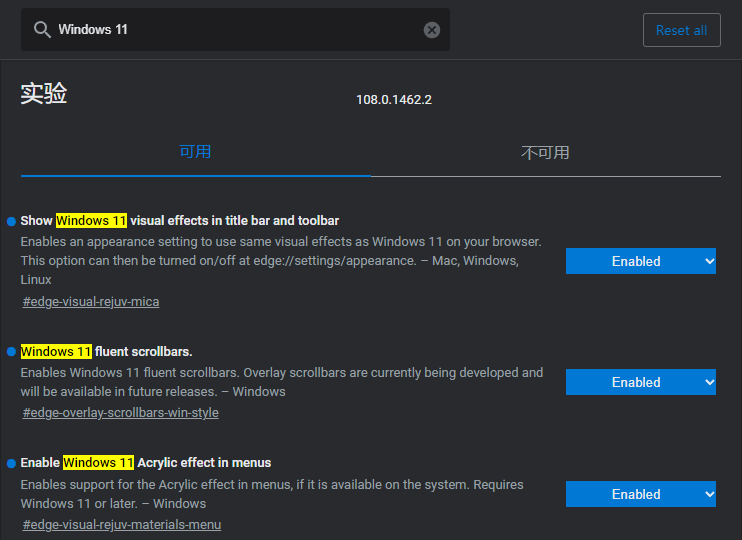 Windows 11
Reset all
实验
108.0.1462.2
可用
不可用
Show Windows 11 visual effects in title bar and toolbar
Enables an appearance setting to use same visual effects as Windows 11 on your browser.
This option can then be turned on/off at edge://settings/appearance. – Mac, Windows,
Linux
Enabled
#edge-visual-rejuv-mica
Windows 11 fluent scrollbars.
Enables Windows 11 fluent scrollbars. Overlay scrollbars are currently being developed and
will be available in future releases. – Windows
Enabled
#edge-overlay-scrollbars-win-style
Enable Windows 11 Acrylic effect in menus
Enables support for the Acrylic effect in menus, if it is available on the system. Requires
Windows 11 or later. – Windows
Enabled
#edge-visual-rejuv-materials-menu